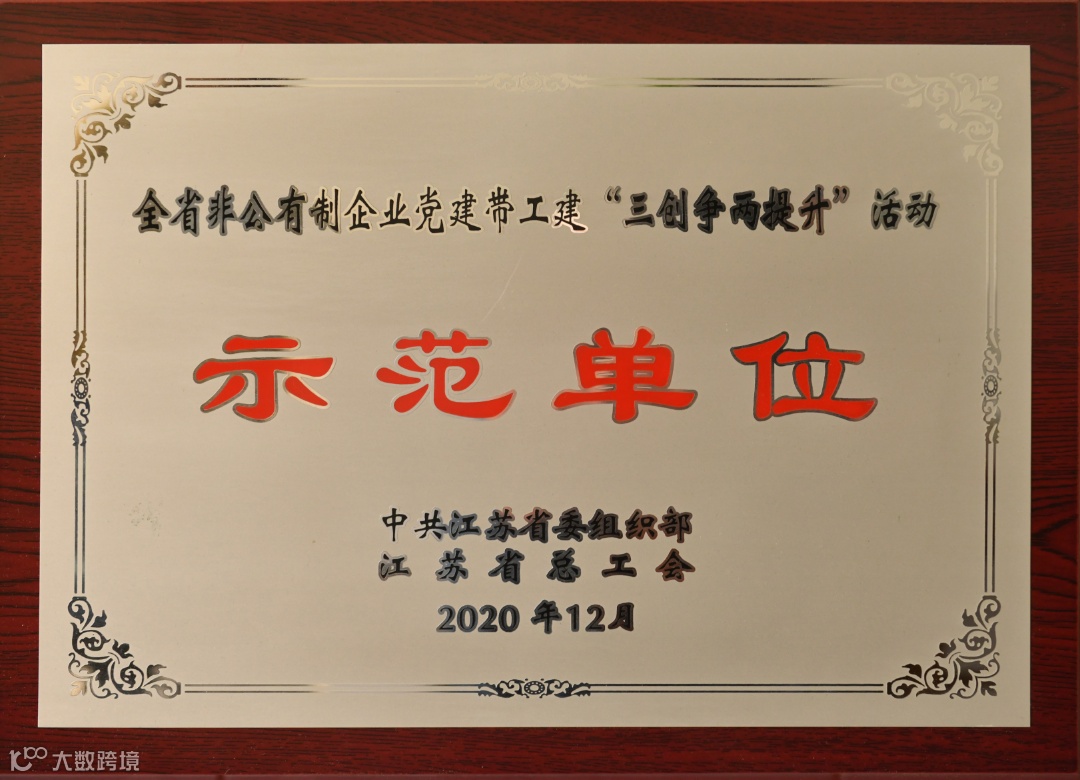 全省非公有制企业党建带工建“三创争两提升”活动
示范单位
中共江苏省委组织部
江苏省总工会
2020年12月
大数跨境